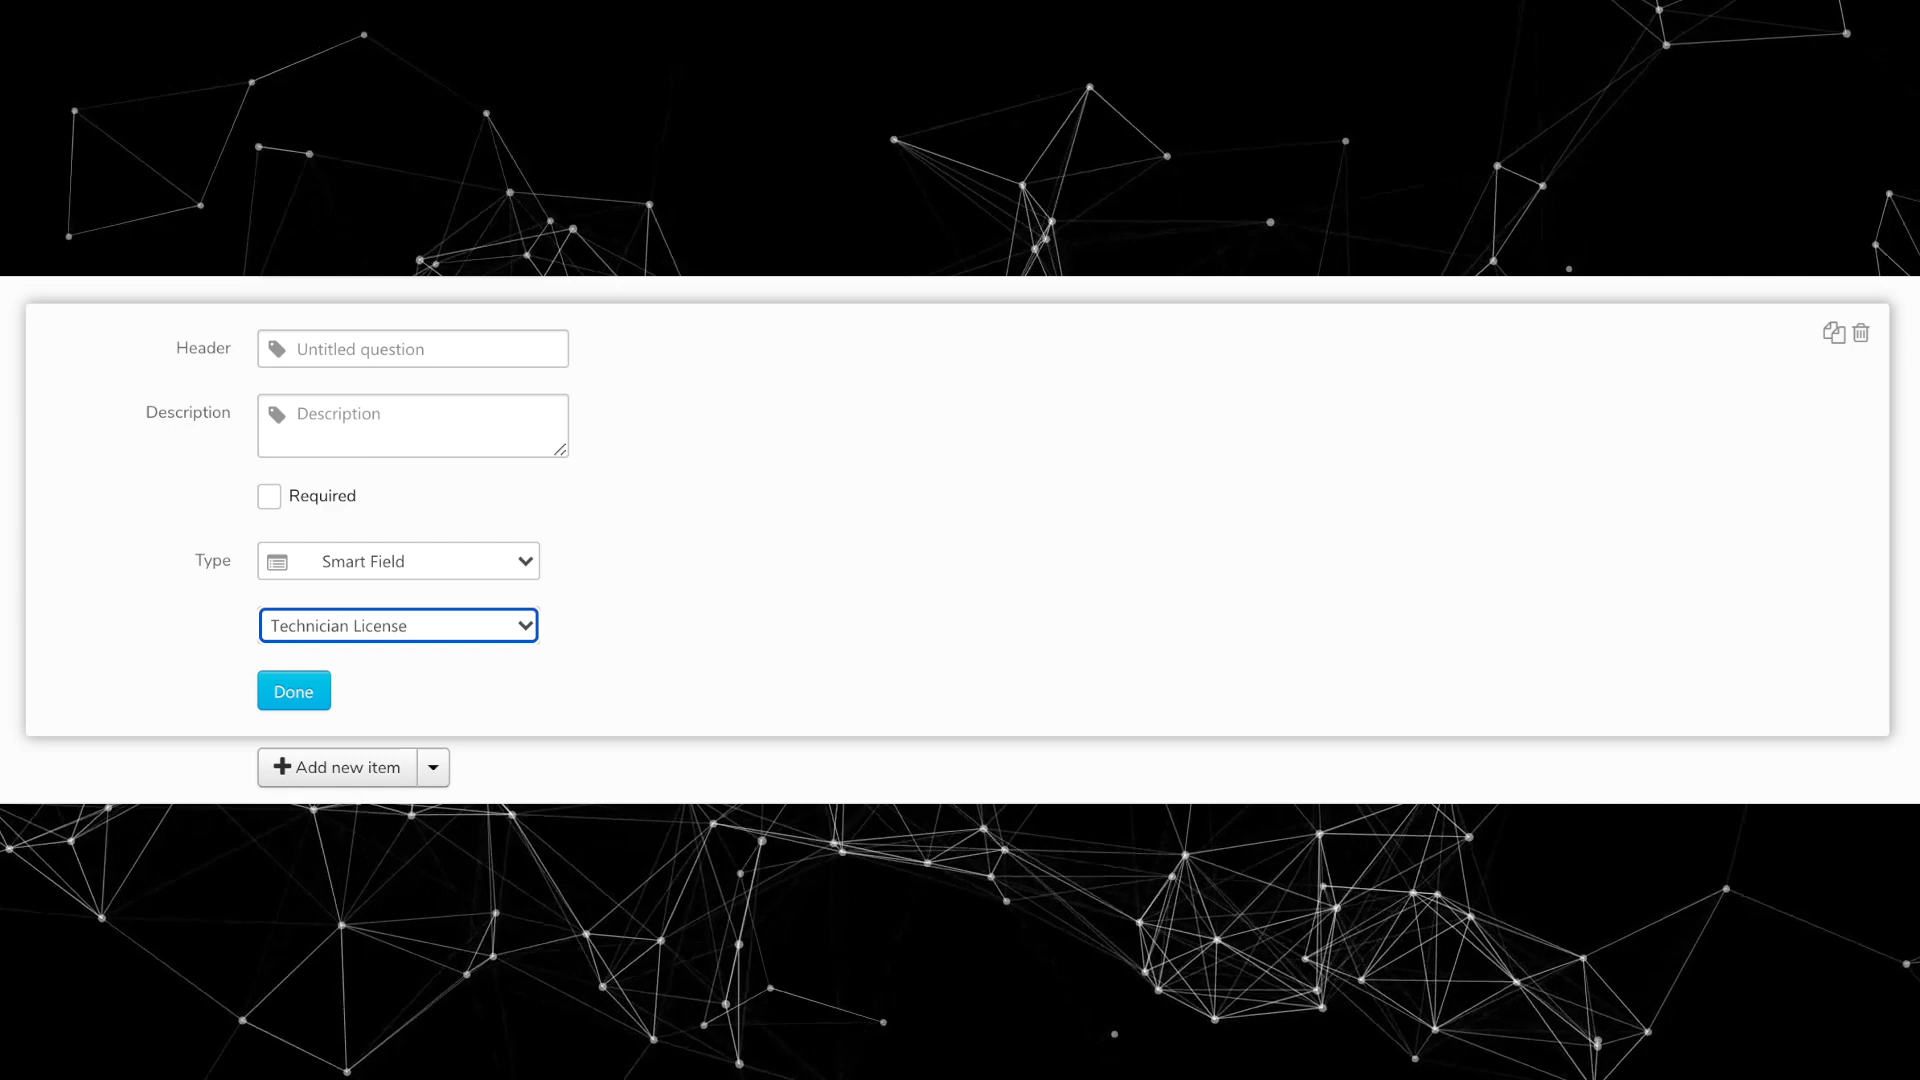 Header
Untitled question
Description
Description
Required
Type
Smart Field
Technician License
Done
Add new item